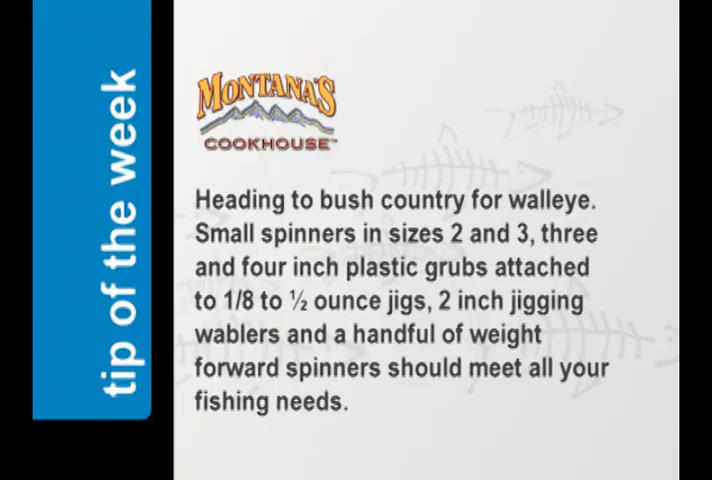 tip of the week
MONTANA'S
COOKHOUSE™
Heading to bush country for walleye.
Small spinners in sizes 2 and 3, three
and four inch plastic grubs attached
to 1/8 to ½ ounce jigs, 2 inch jigging
wablers and a handful of weight
forward spinners should meet all your
fishing needs.